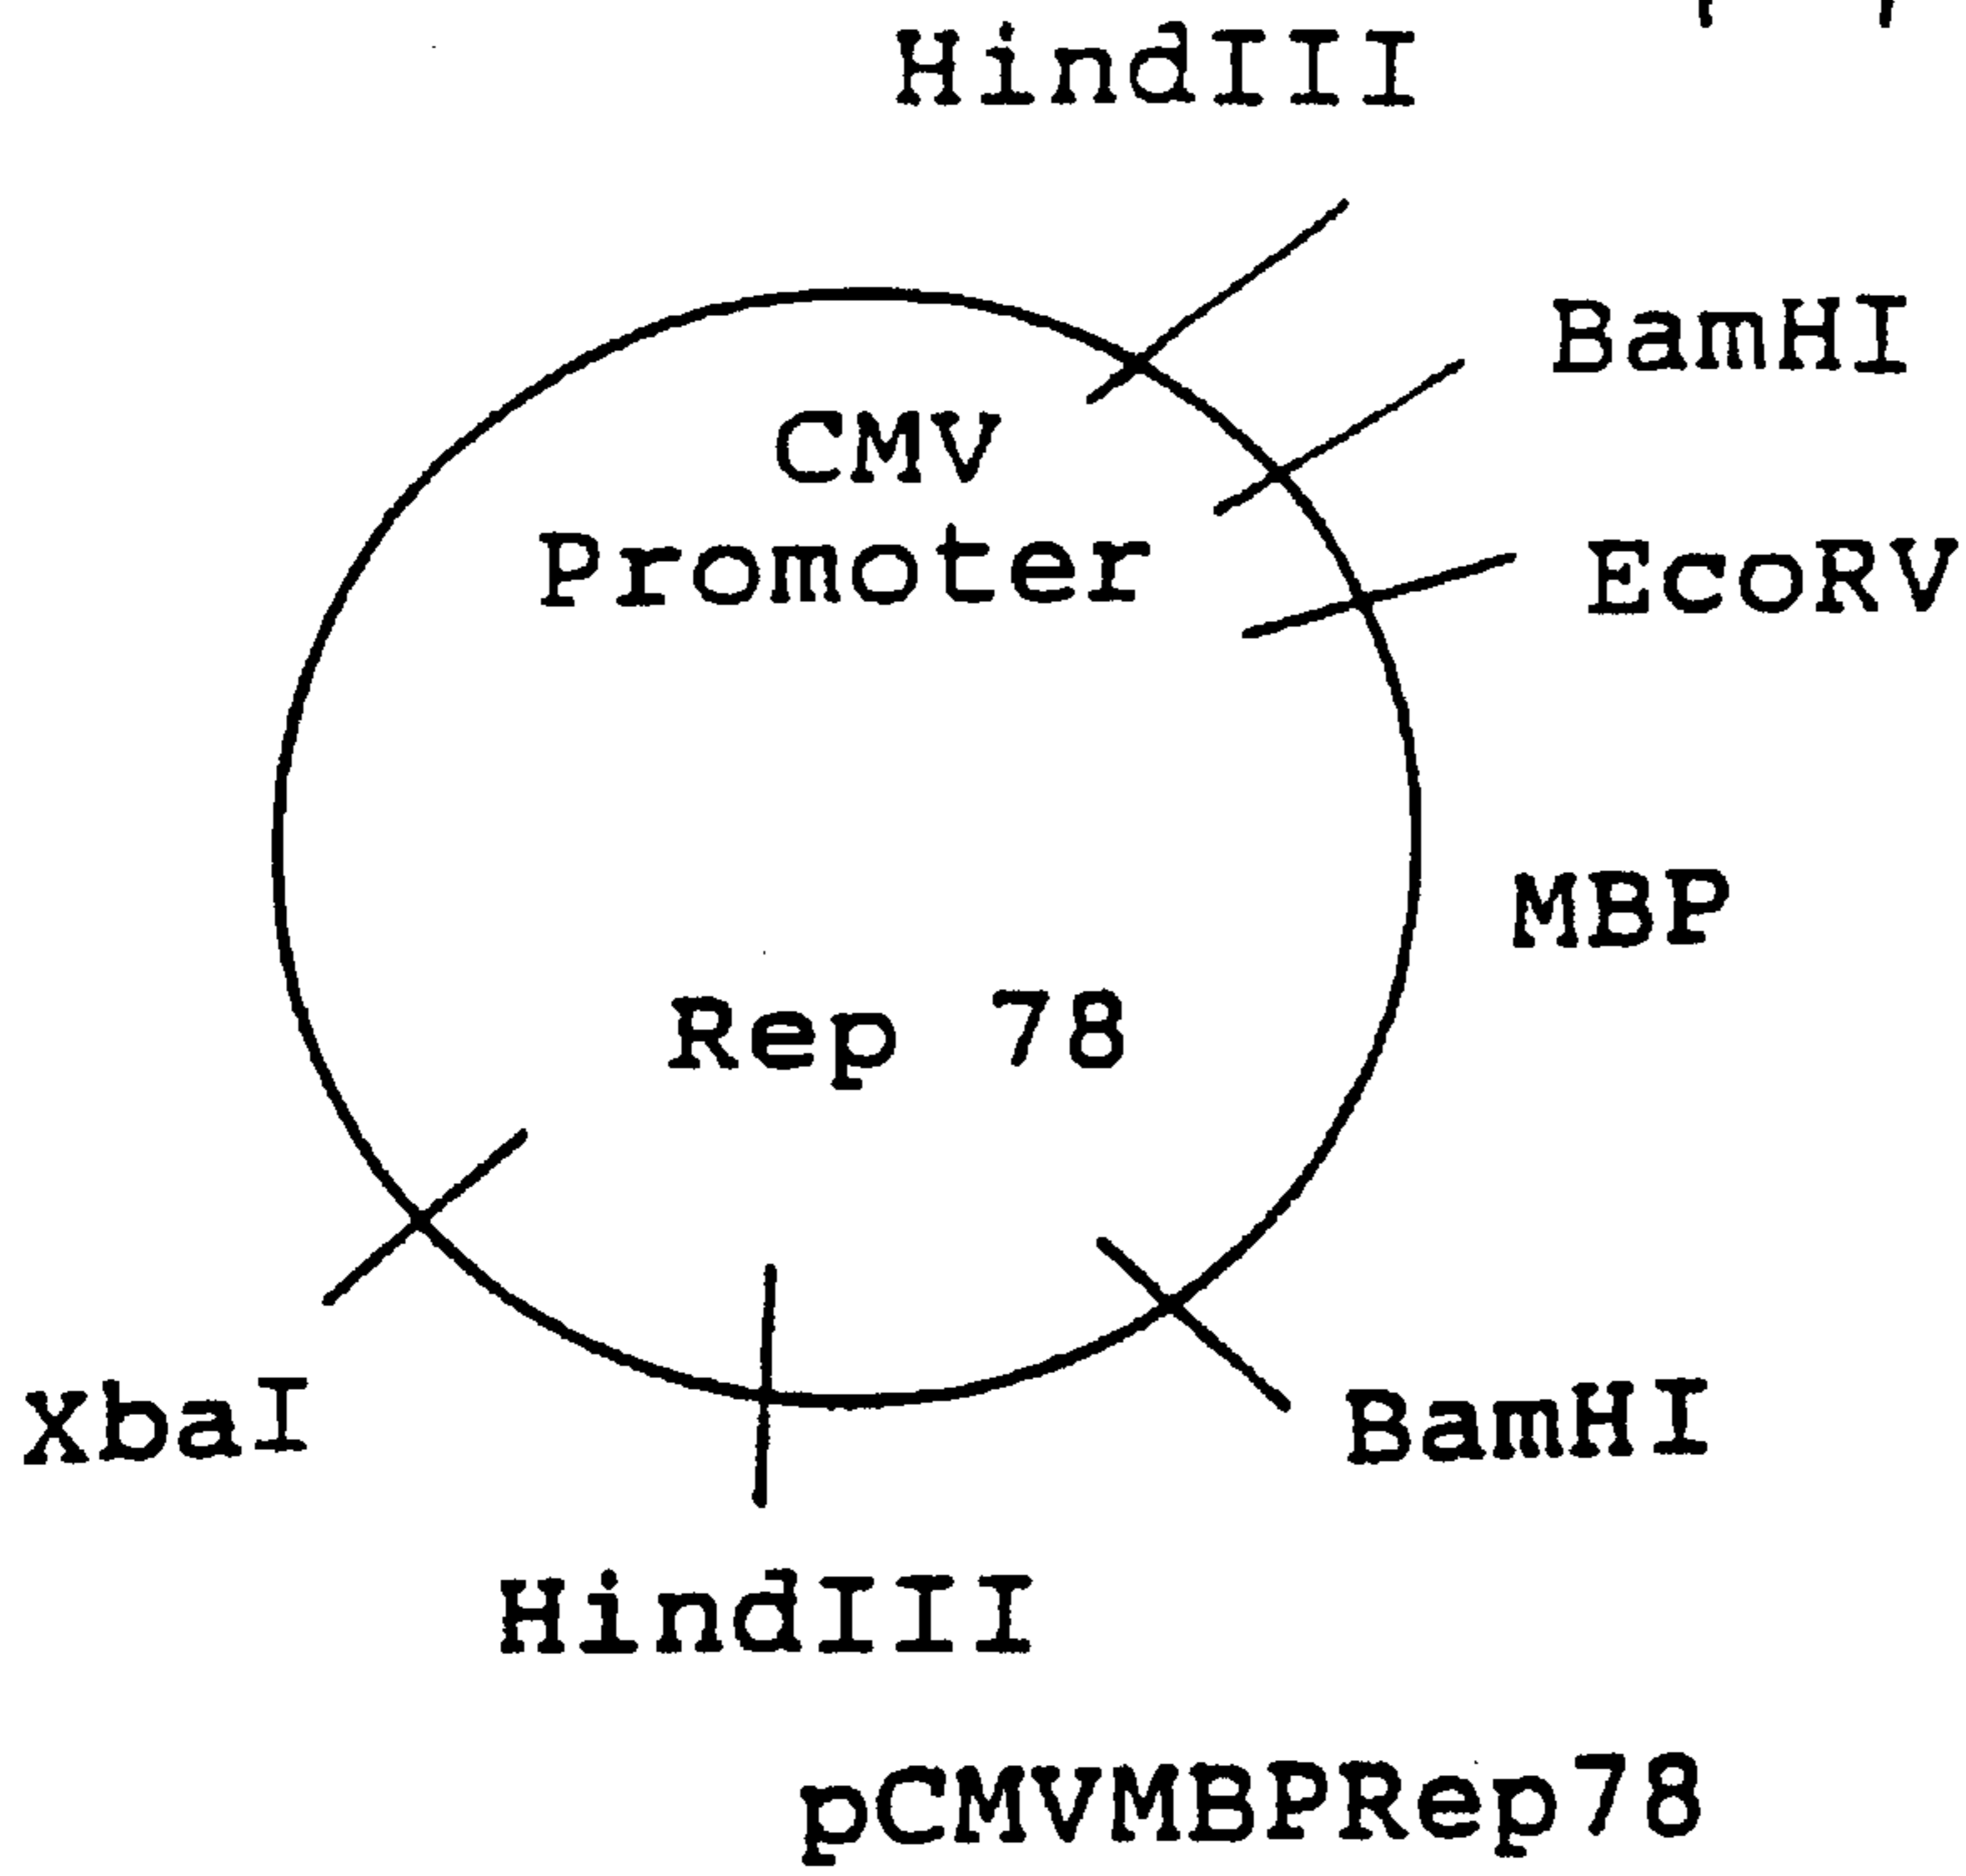 HindIII
BamHI
CMV
Promoter
EcoRV
MBP
Rep 78
XbaI
BamHI
HindIII
pCMVMBPRep78